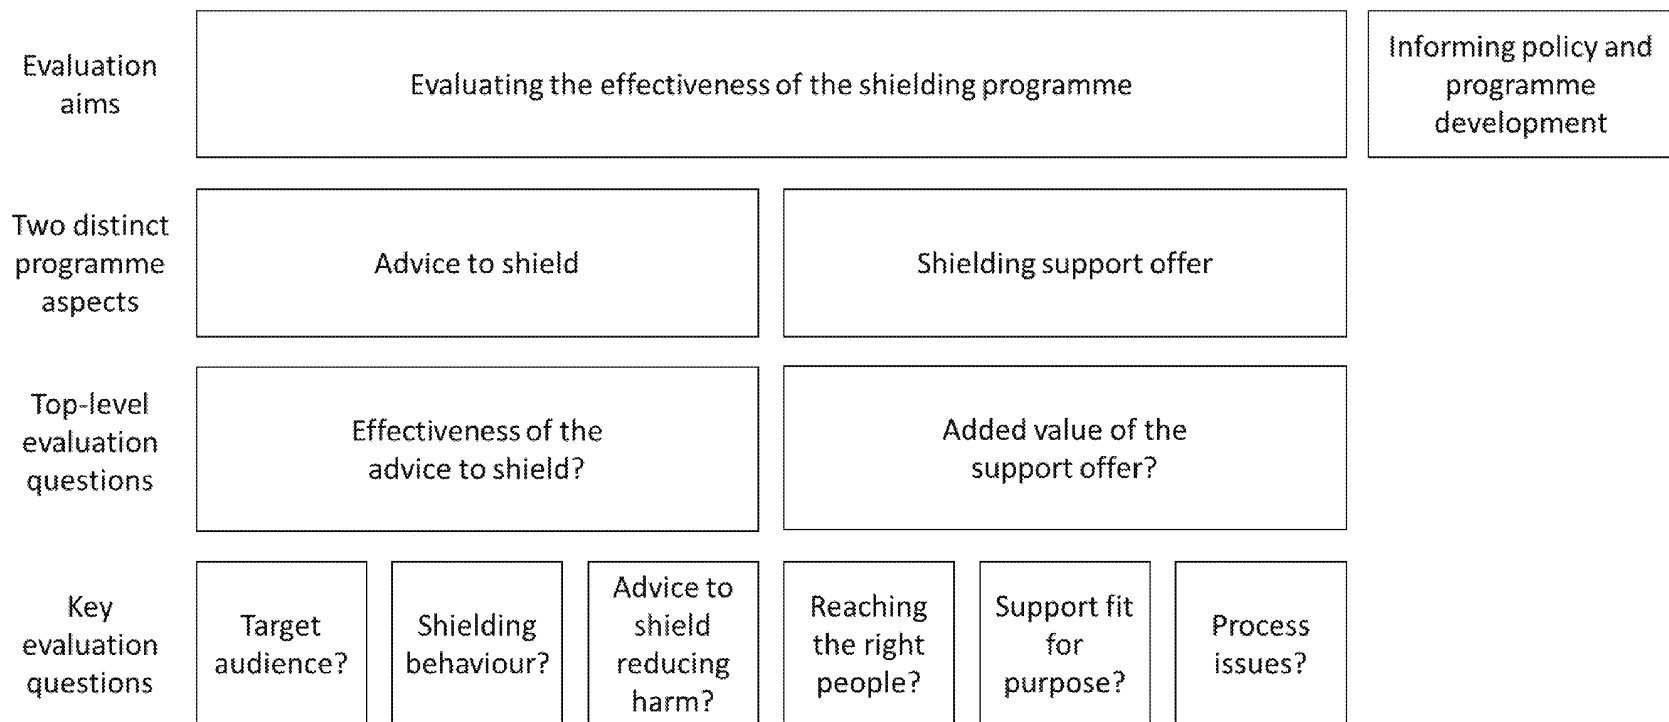 Evaluation
aims
Evaluating the effectiveness of the shielding programme
Informing policy and
programme
development
Two distinct
programme
aspects
Advice to shield
Shielding support offer
Top-level
evaluation
questions
Effectiveness of the
advice to shield?
Added value of the
support offer?
Key
evaluation
questions
Target
audience?
Shielding
behaviour?
Advice to
shield
reducing
harm?
Reaching
the right
people?
Support fit
for
purpose?
Process
issues?